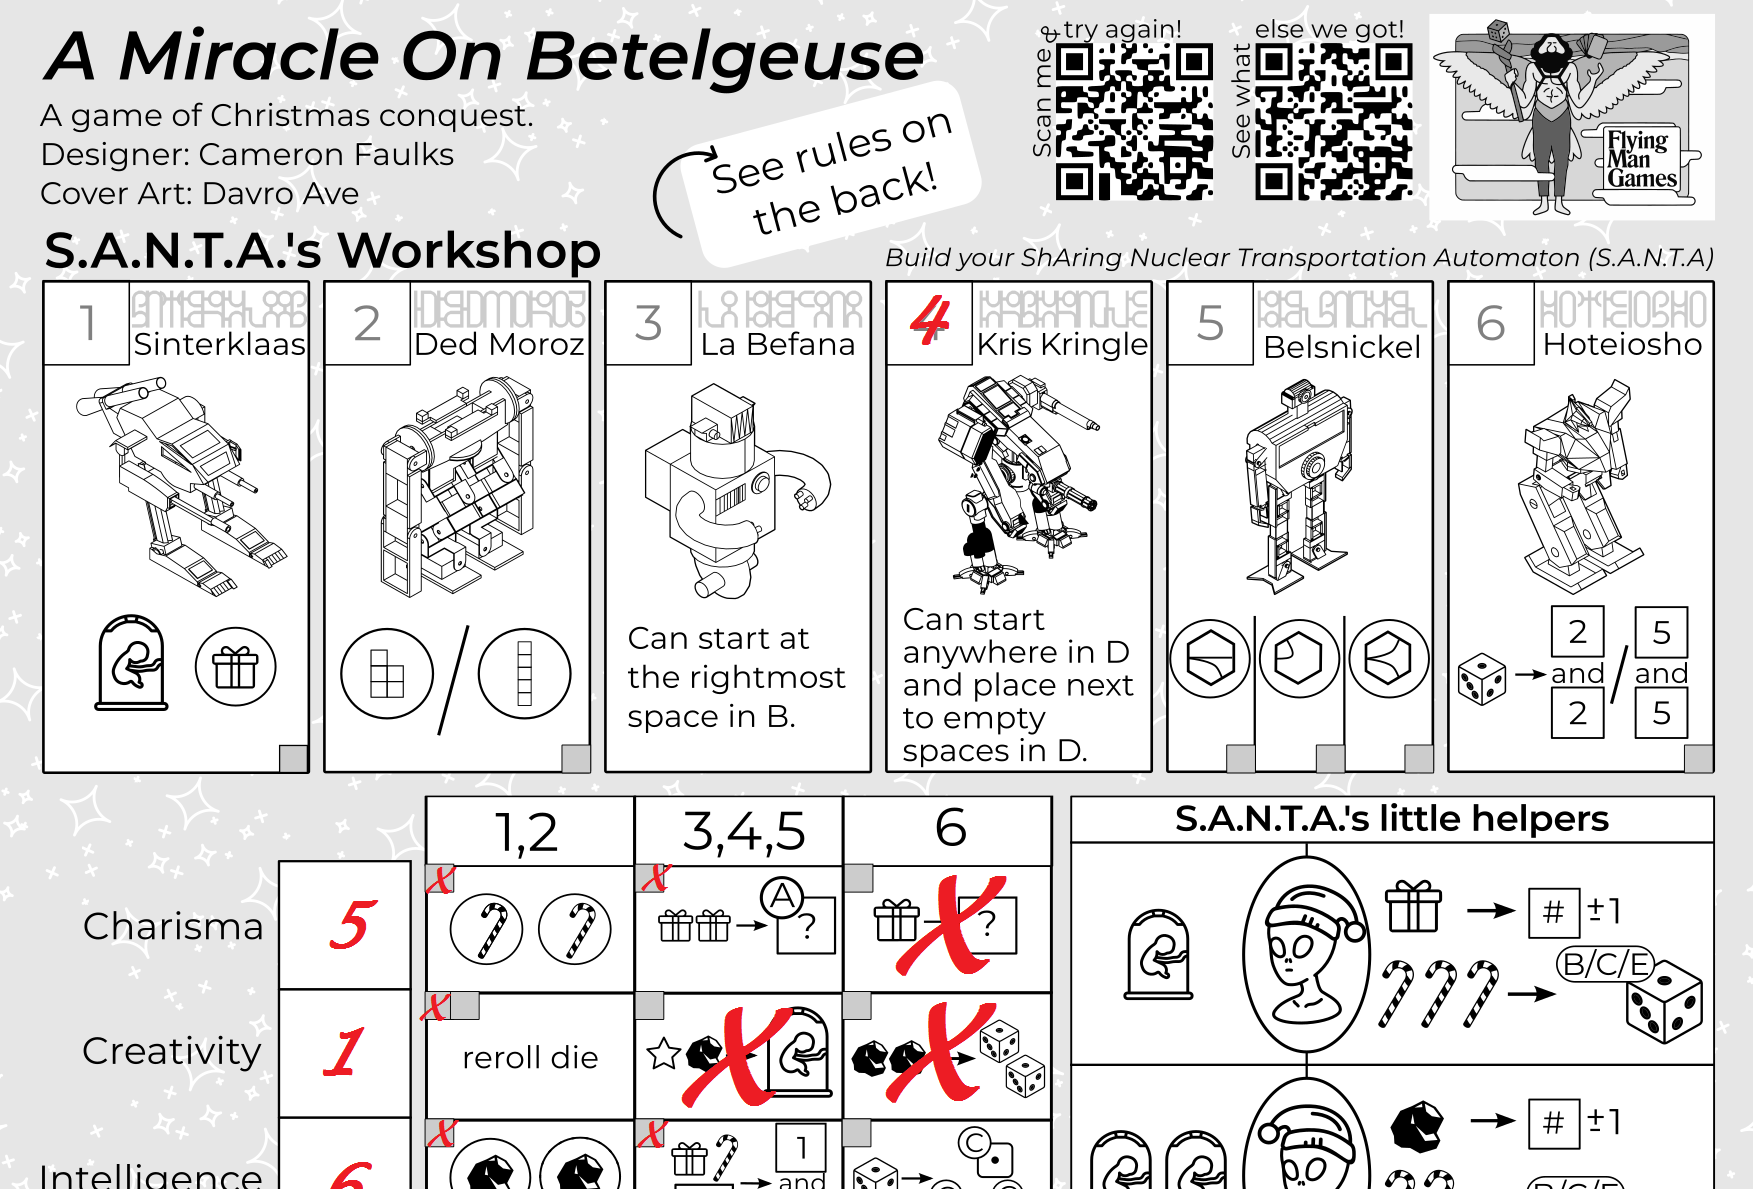 A Miracle On Betelgeuse
A game of Christmas conquest.
Designer: Cameron Faulks
Cover Art: Davro Ave
See rules on
the back!
Scan me & try again!
See what else we got!
Flying
Man
Games
S.A.N.T.A.'s Workshop
Build your ShAring Nuclear Transportation Automaton (S.A.N.T.A)
1
Sinterklaas
2
Ded Moroz
3
La Befana
Can start at
the rightmost
space in B.
4
Kris Kringle
Can start
anywhere in D
and place next
to empty
spaces in D.
5
Belsnickel
6
Hoteiosho
2 / 5
and and
2 5
1,2 3,4,5 6
Charisma 5
X
X A ?
X ?
Creativity 1
X reroll die
X
X
Intelligence 6
X
X 1
and
C
S.A.N.T.A.'s little helpers
# ±1
B/C/E
# ±1
B/C/E